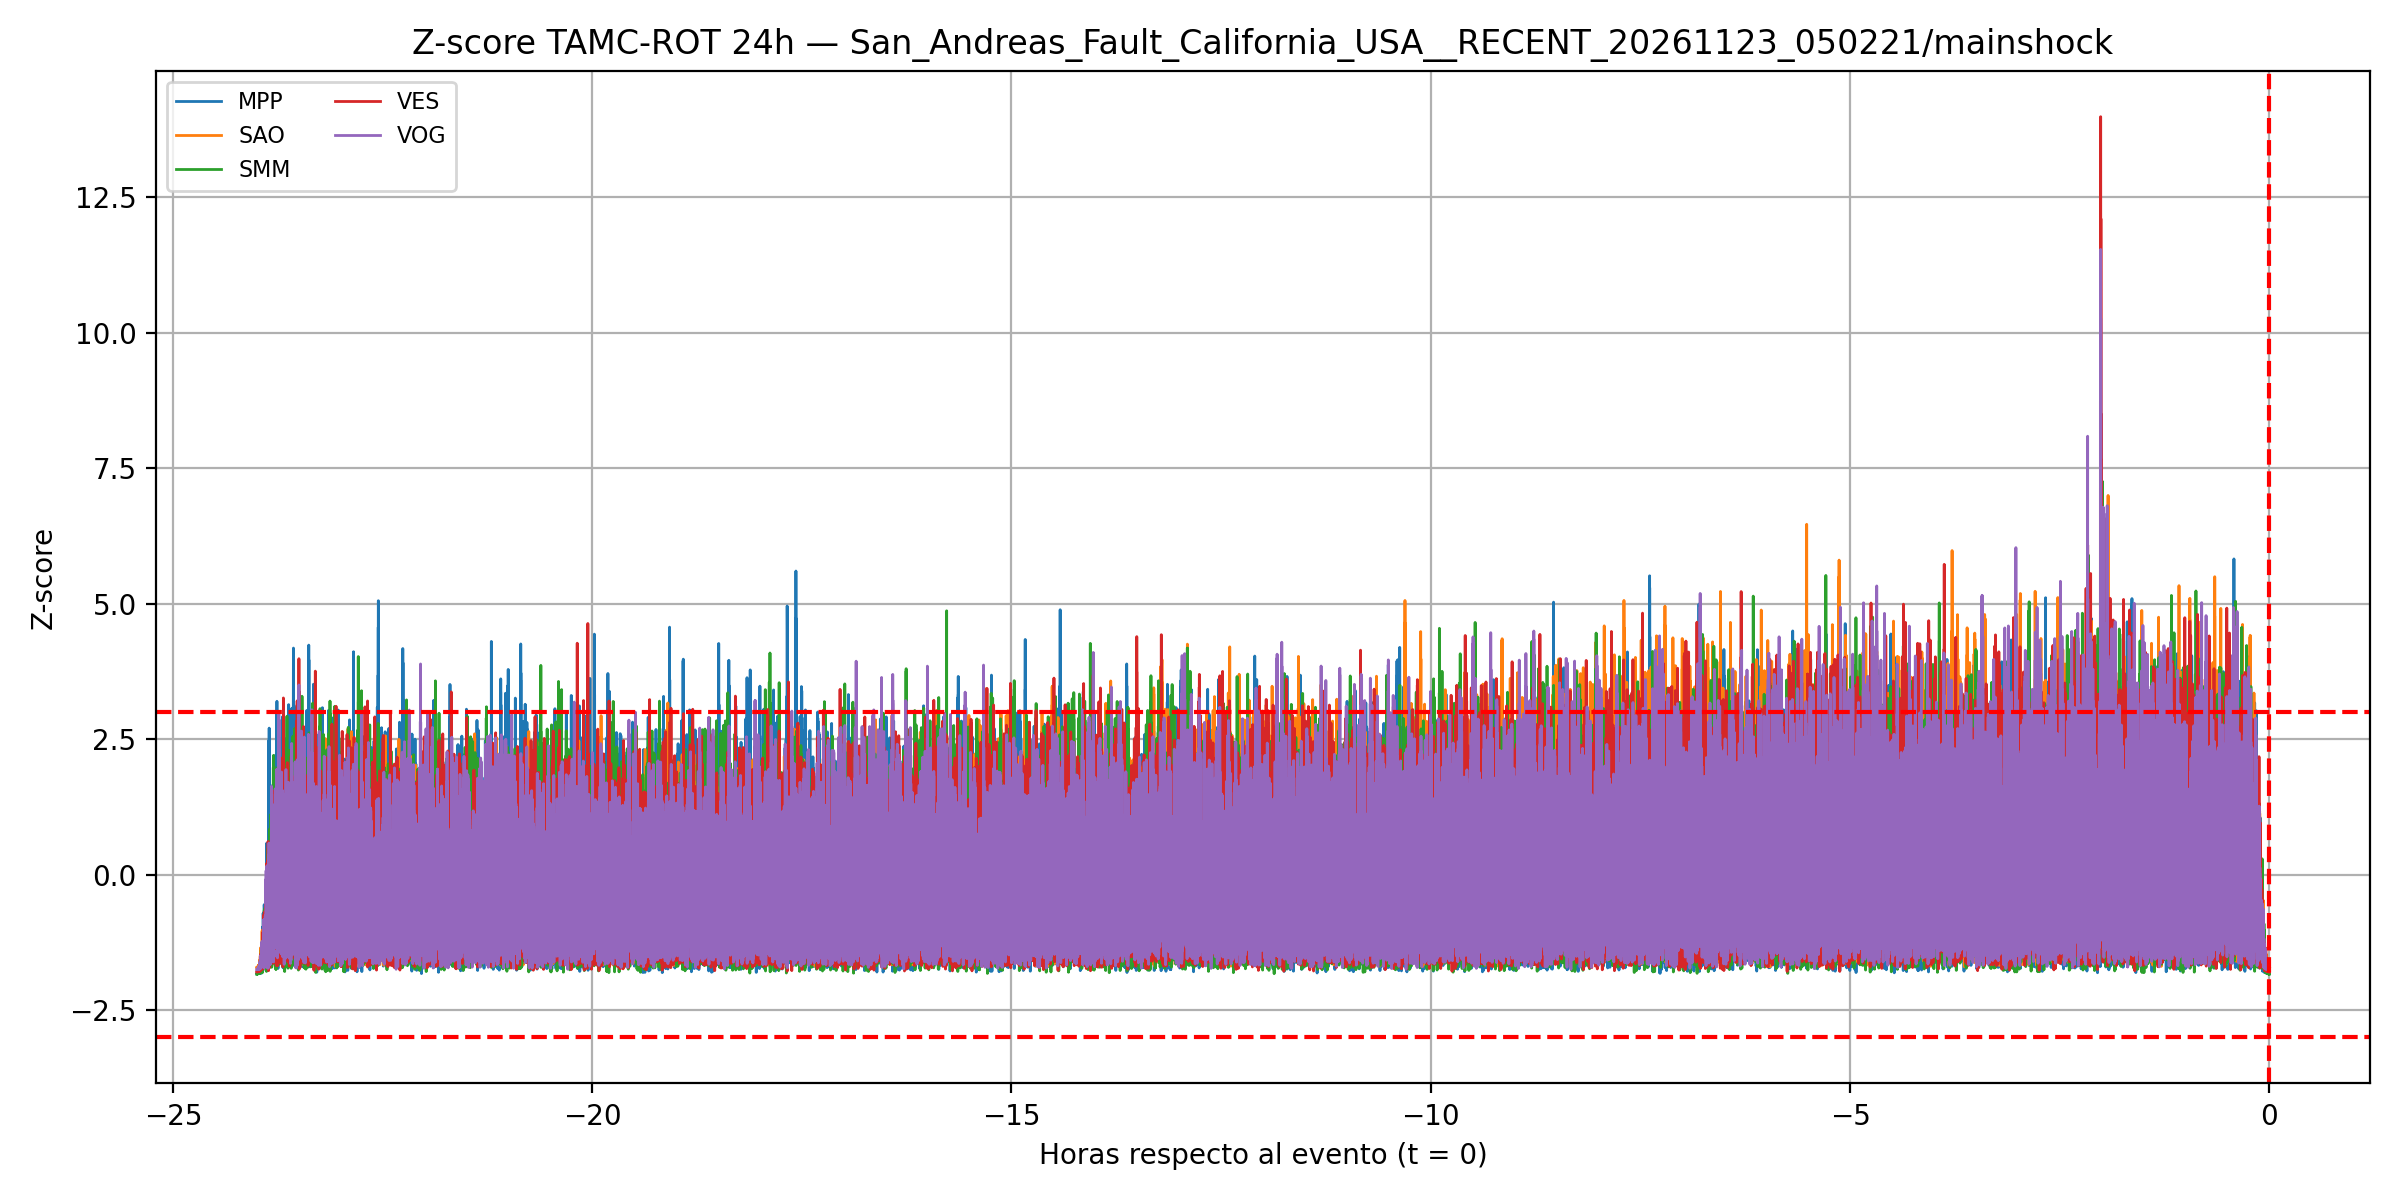 Z-score TAMC-ROT 24h — San_Andreas_Fault_California_USA__RECENT_20261123_050221/mainshock
MPP
SAO
SMM
VES
VOG
12.5
10.0
7.5
5.0
2.5
0.0
−2.5
Z-score
−25
−20
−15
−10
−5
0
Horas respecto al evento (t = 0)